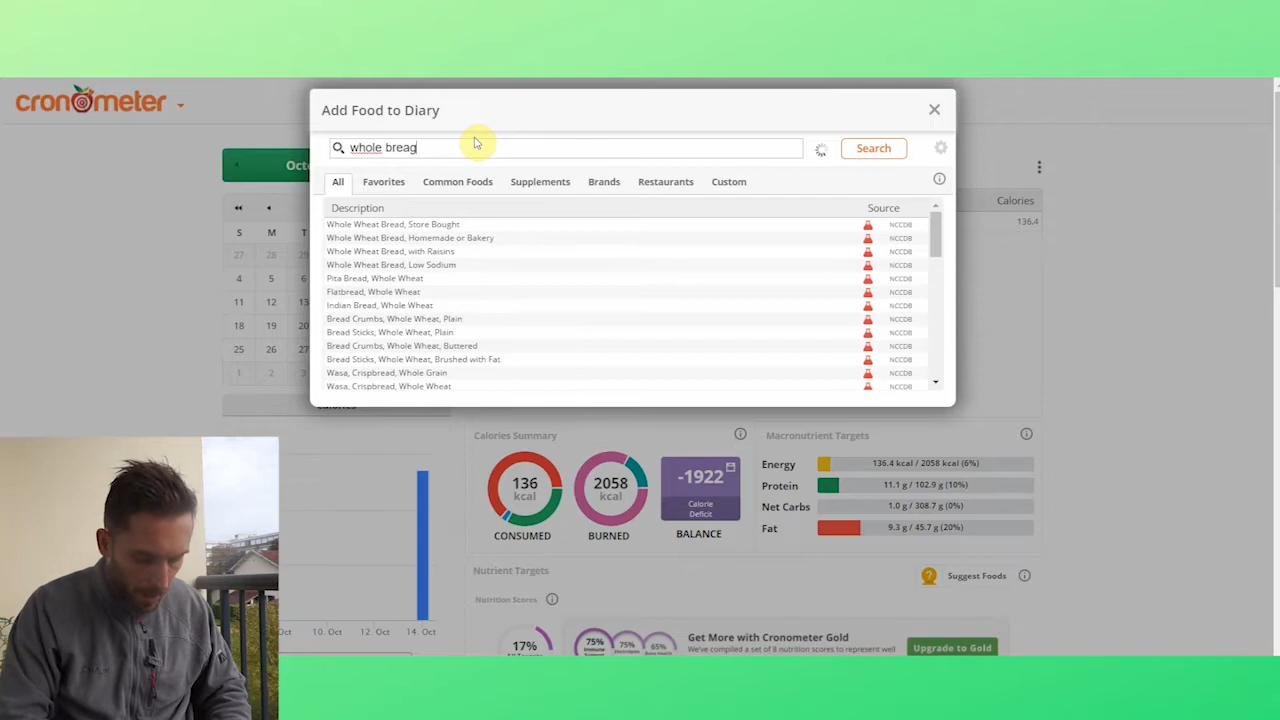 cronometer
Add Food to Diary
whole breag
Search
All
Favorites
Common Foods
Supplements
Brands
Restaurants
Custom
Description
Source
Whole Wheat Bread, Store Bought
NCCDB
Whole Wheat Bread, Homemade or Bakery
NCCDB
Whole Wheat Bread, with Raisins
NCCDB
Whole Wheat Bread, Low Sodium
NCCDB
Pita Bread, Whole Wheat
NCCDB
Flatbread, Whole Wheat
NCCDB
Indian Bread, Whole Wheat
NCCDB
Bread Crumbs, Whole Wheat, Plain
NCCDB
Bread Sticks, Whole Wheat, Plain
NCCDB
Bread Crumbs, Whole Wheat, Buttered
NCCDB
Bread Sticks, Whole Wheat, Brushed with Fat
NCCDB
Wasa, Crispbread, Whole Grain
NCCDB
Wasa, Crispbread, Whole Wheat
NCCDB
Octo
S M T
27 28
4 5 6
11 12 13
18 19 20
25 26 27
1 2
Calories
136.4
Calories Summary
136
kcal
CONSUMED
2058
kcal
BURNED
-1922
Calorie
Deficit
BALANCE
Macronutrient Targets
Energy
136.4 kcal / 2058 kcal (6%)
Protein
11.1 g / 102.9 g (10%)
Net Carbs
1.0 g / 308.7 g (0%)
Fat
9.3 g / 45.7 g (20%)
Oct
10. Oct
12. Oct
14. Oct
Nutrient Targets
Suggest Foods
Nutrition Scores
17%
75%
75%
65%
Get More with Cronometer Gold
We've compiled a set of 8 nutrition scores to represent well
Upgrade to Gold